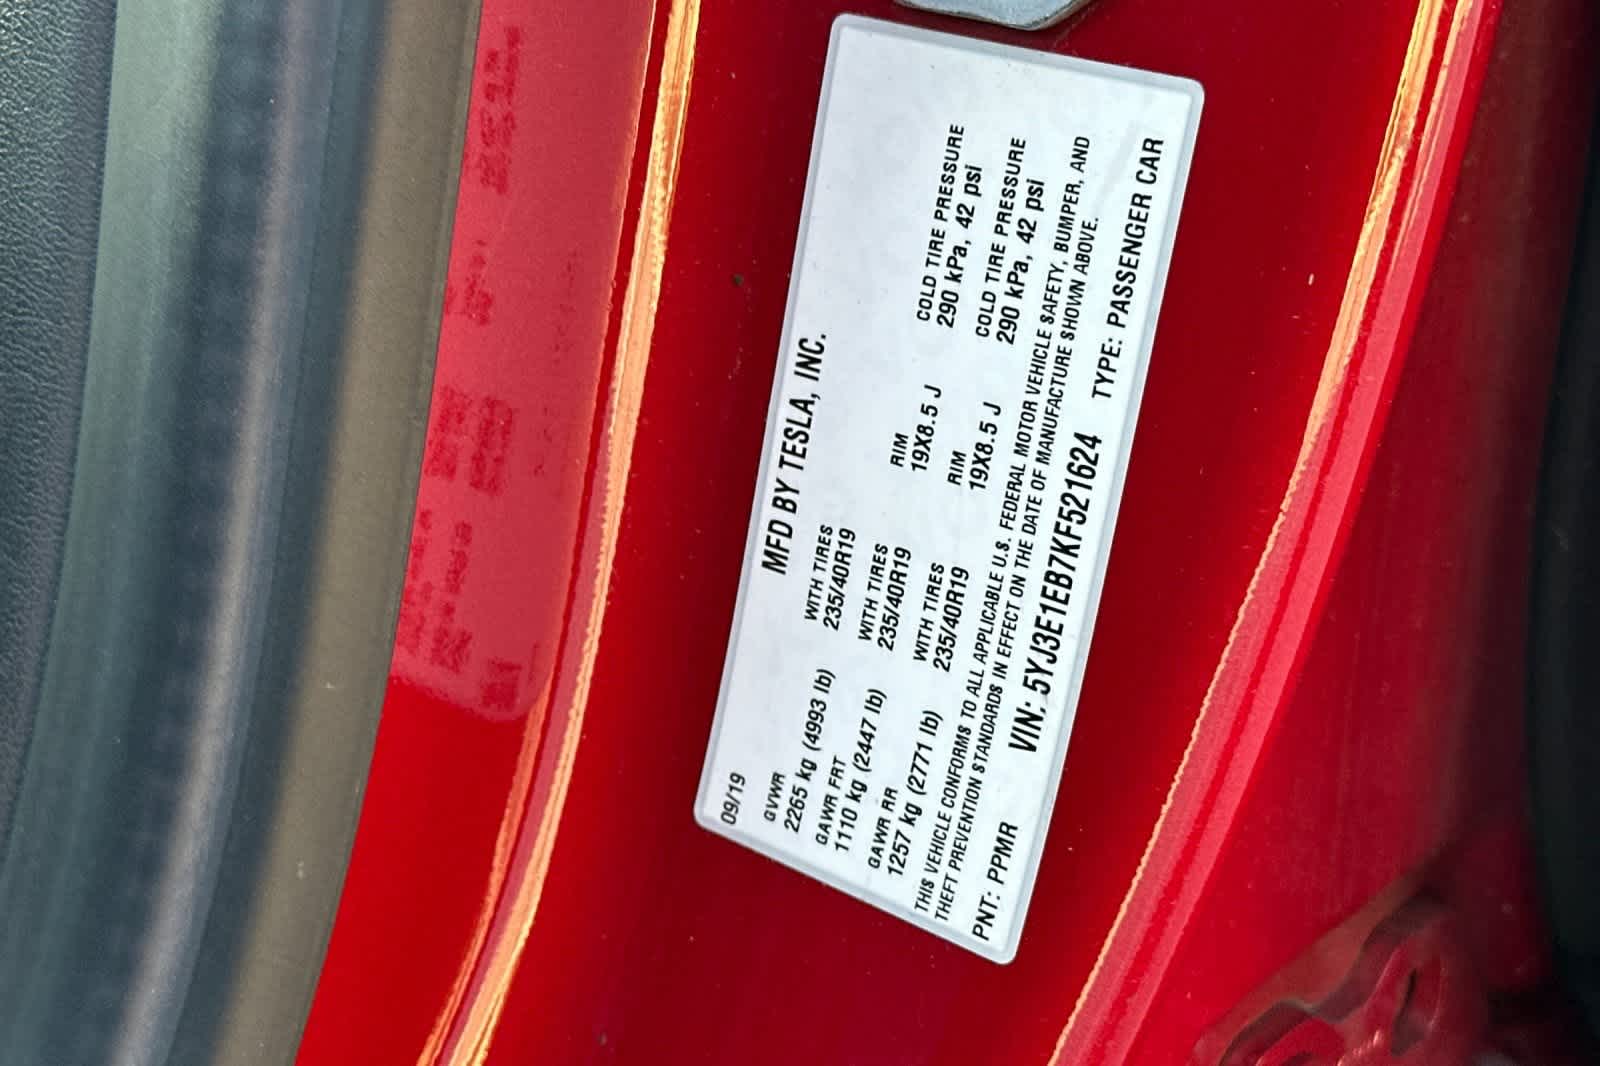 MFD BY TESLA, INC.
09/19
GVWR WITH TIRES
2265 kg (4993 lb) 235/40R19
GAWR FRT WITH TIRES RIM COLD TIRE PRESSURE
1110 kg (2447 lb) 235/40R19 19X8.5 J 290 kPa, 42 psi
GAWR RR WITH TIRES RIM COLD TIRE PRESSURE
1257 kg (2771 lb) 235/40R19 19X8.5 J 290 kPa, 42 psi
THIS VEHICLE CONFORMS TO ALL APPLICABLE U.S. FEDERAL MOTOR VEHICLE SAFETY, BUMPER, AND
THEFT PREVENTION STANDARDS IN EFFECT ON THE DATE OF MANUFACTURE SHOWN ABOVE.
PNT: PPMR VIN: 5YJ3E1EB7KF521624 TYPE: PASSENGER CAR